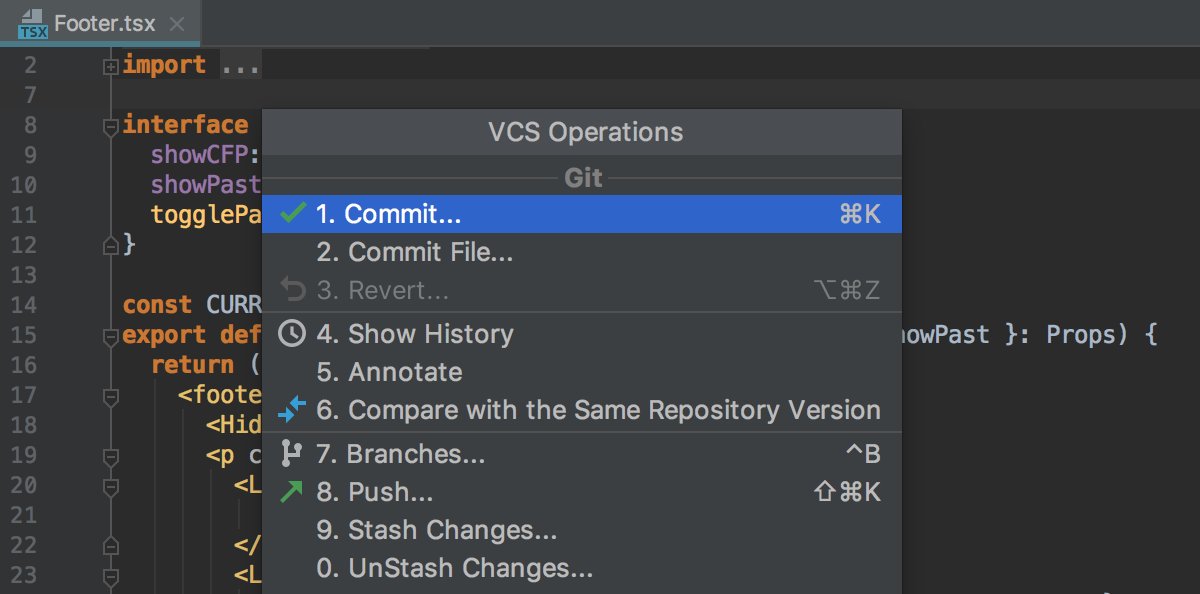 TSX Footer.tsx
2 import ...
7
8 interface
9 showCFP:
10 showPast
11 togglePa
12 }
13
14 const CURR
15 export def howPast }: Props) {
16 return (
17 <foote
18 <Hid
19 <p c
20 <L
21
22 </
23 <L
VCS Operations
Git
1. Commit... ⌘K
2. Commit File...
3. Revert... ⌥⌘Z
4. Show History
5. Annotate
6. Compare with the Same Repository Version
7. Branches... ^B
8. Push... ⇧⌘K
9. Stash Changes...
0. UnStash Changes...